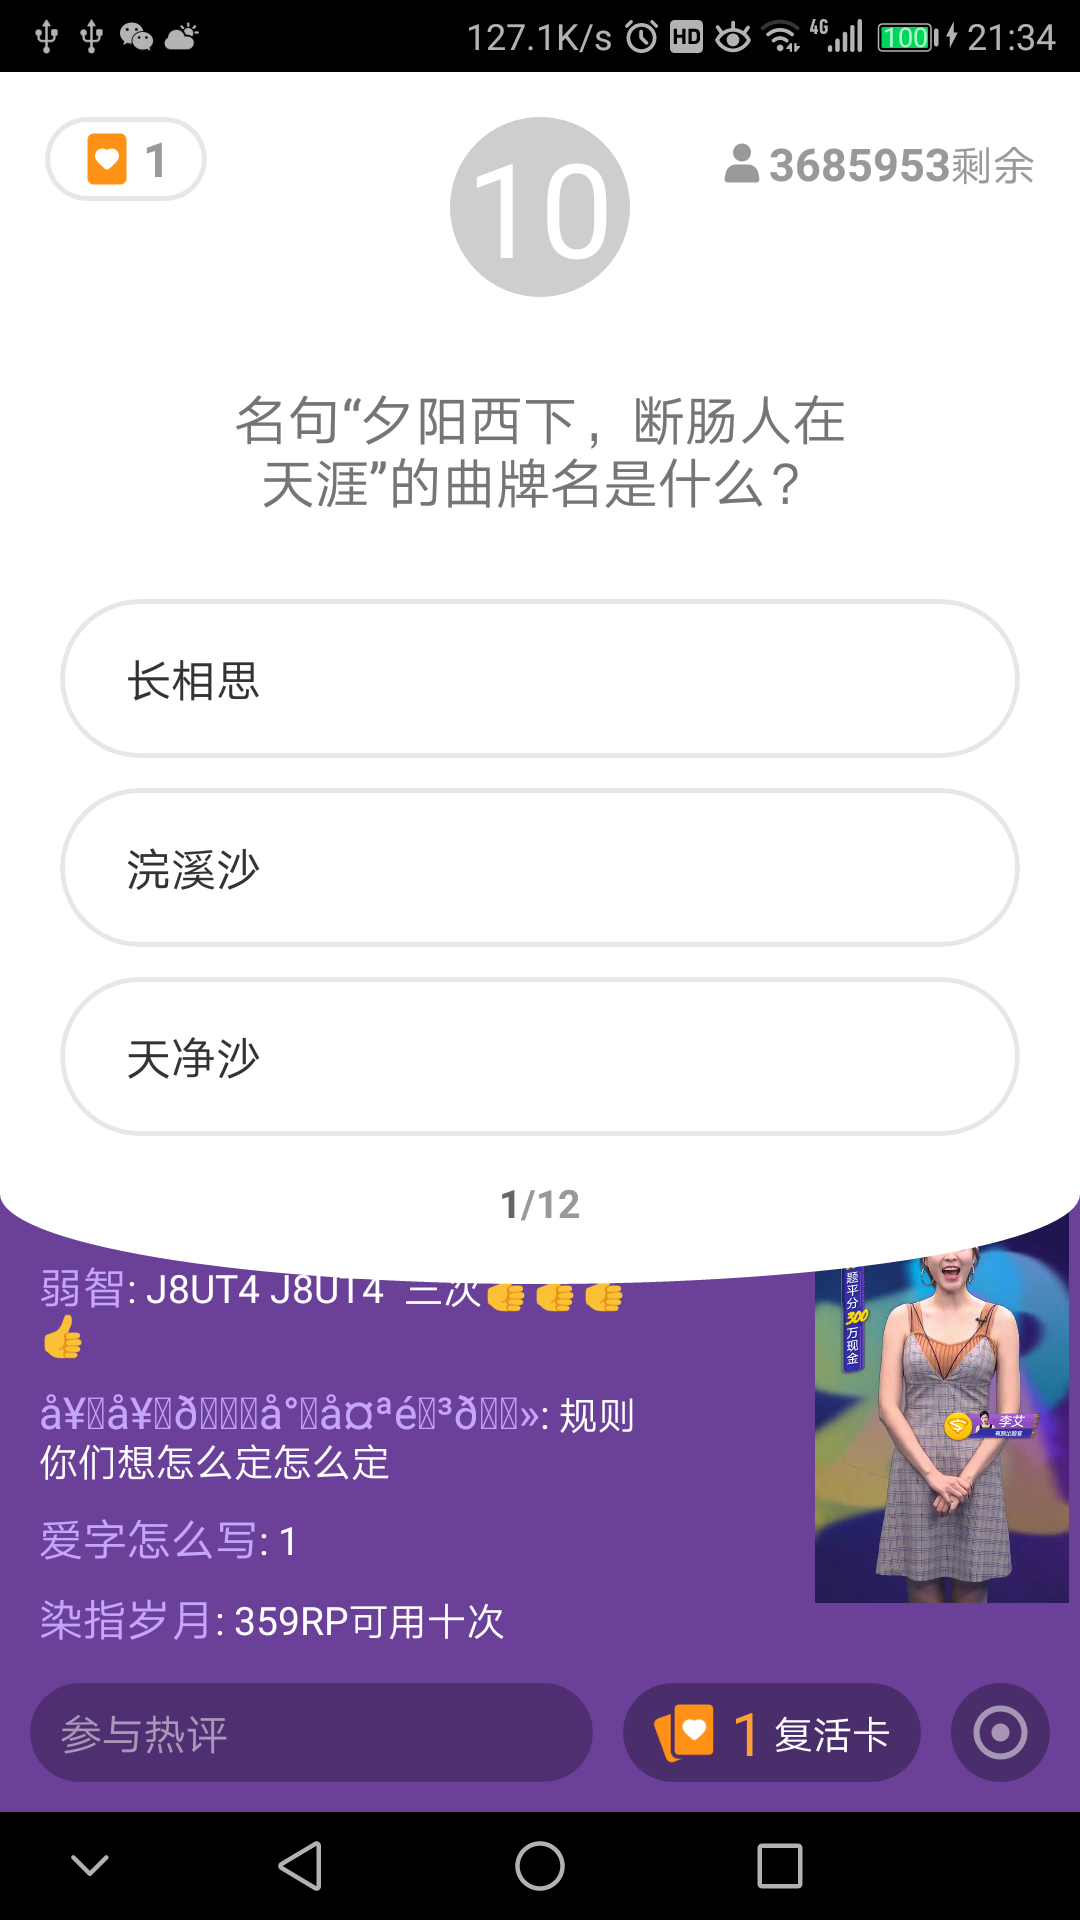 127.1K/s HD 4G 100 21:34
1
10
3685953剩余
名句“夕阳西下，断肠人在
天涯”的曲牌名是什么？
长相思
浣溪沙
天净沙
1/12
弱智: J8UT4 J8UT4 三次👍👍👍
👍
: 规则
你们想怎么定怎么定
爱字怎么写: 1
染指岁月: 359RP可用十次
题平分300万现金
李艾
参与热评
1 复活卡